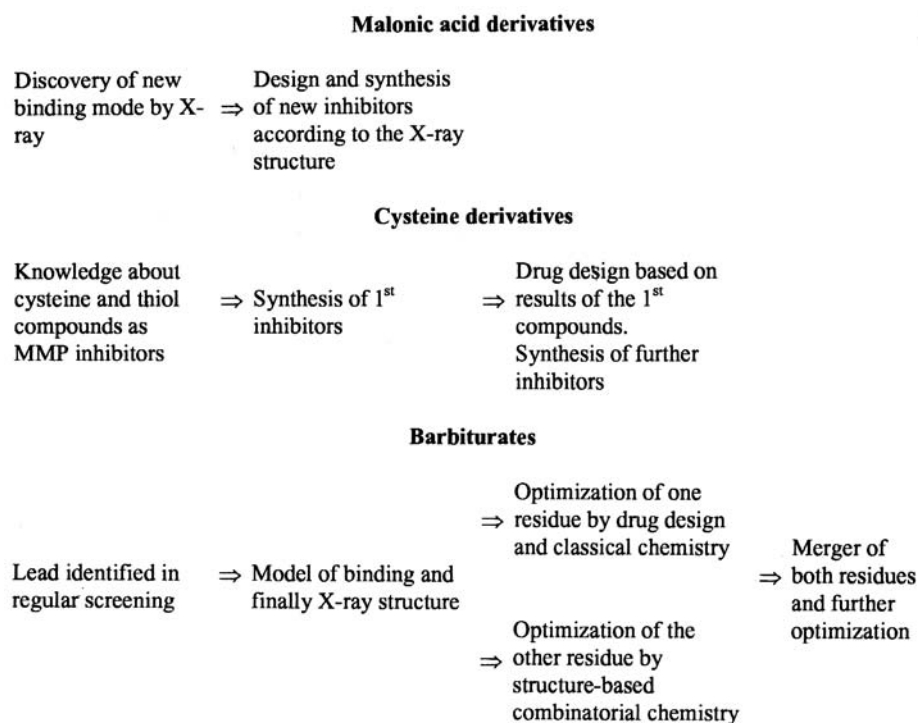 Malonic acid derivatives
Discovery of new
binding mode by X-
ray
⇒ Design and synthesis
of new inhibitors
according to the X-ray
structure
Cysteine derivatives
Knowledge about
cysteine and thiol
compounds as
MMP inhibitors
⇒ Synthesis of 1st
inhibitors
Drug design based on
⇒ results of the 1st
compounds.
Synthesis of further
inhibitors
Barbiturates
Lead identified in
regular screening
⇒ Model of binding and
finally X-ray structure
Optimization of one
⇒ residue by drug design
and classical chemistry
Optimization of the
⇒ other residue by
structure-based
combinatorial chemistry
Merger of
⇒ both residues
and further
optimization